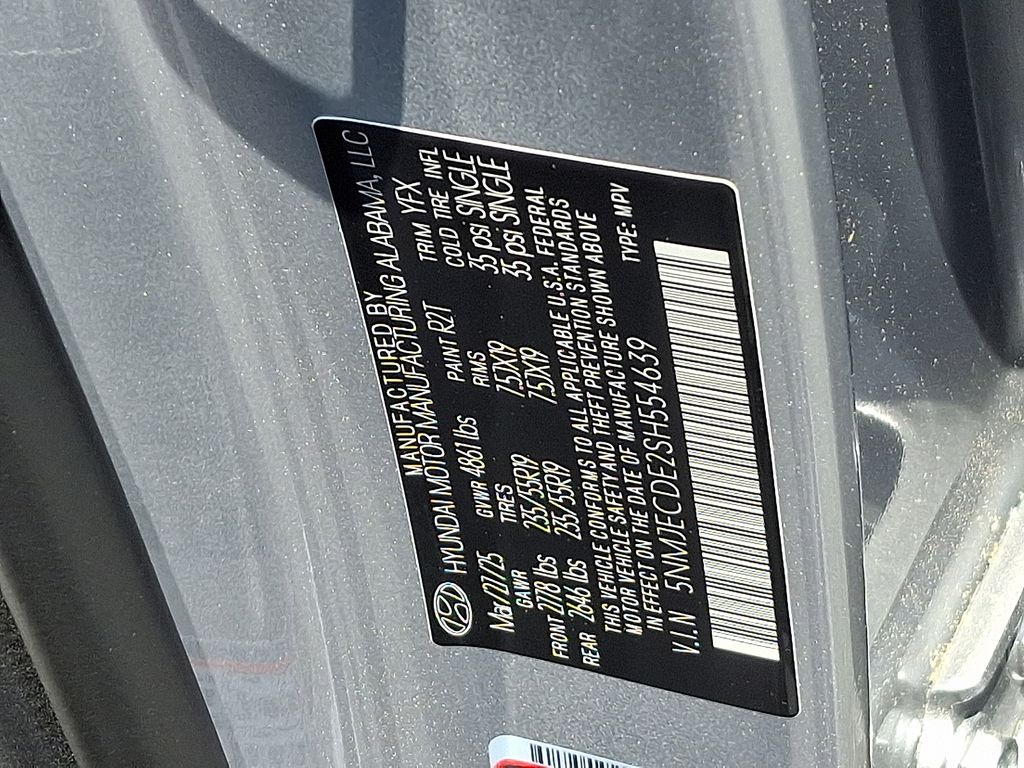 MANUFACTURED BY
HYUNDAI MOTOR MANUFACTURING ALABAMA, LLC
Mar/27/25 GVWR 4861 lbs PAINT R2T TRIM YFX
GAWR TIRES RIMS COLD TIRE INFL
FRONT 2778 lbs 235/55R19 7.5JX19 35 psi SINGLE
REAR 2646 lbs 235/55R19 7.5JX19 35 psi SINGLE
THIS VEHICLE CONFORMS TO ALL APPLICABLE U.S.A. FEDERAL
MOTOR VEHICLE SAFETY AND THEFT PREVENTION STANDARDS
IN EFFECT ON THE DATE OF MANUFACTURE SHOWN ABOVE
V.I.N 5NMJECDE2SH554639 TYPE: MPV